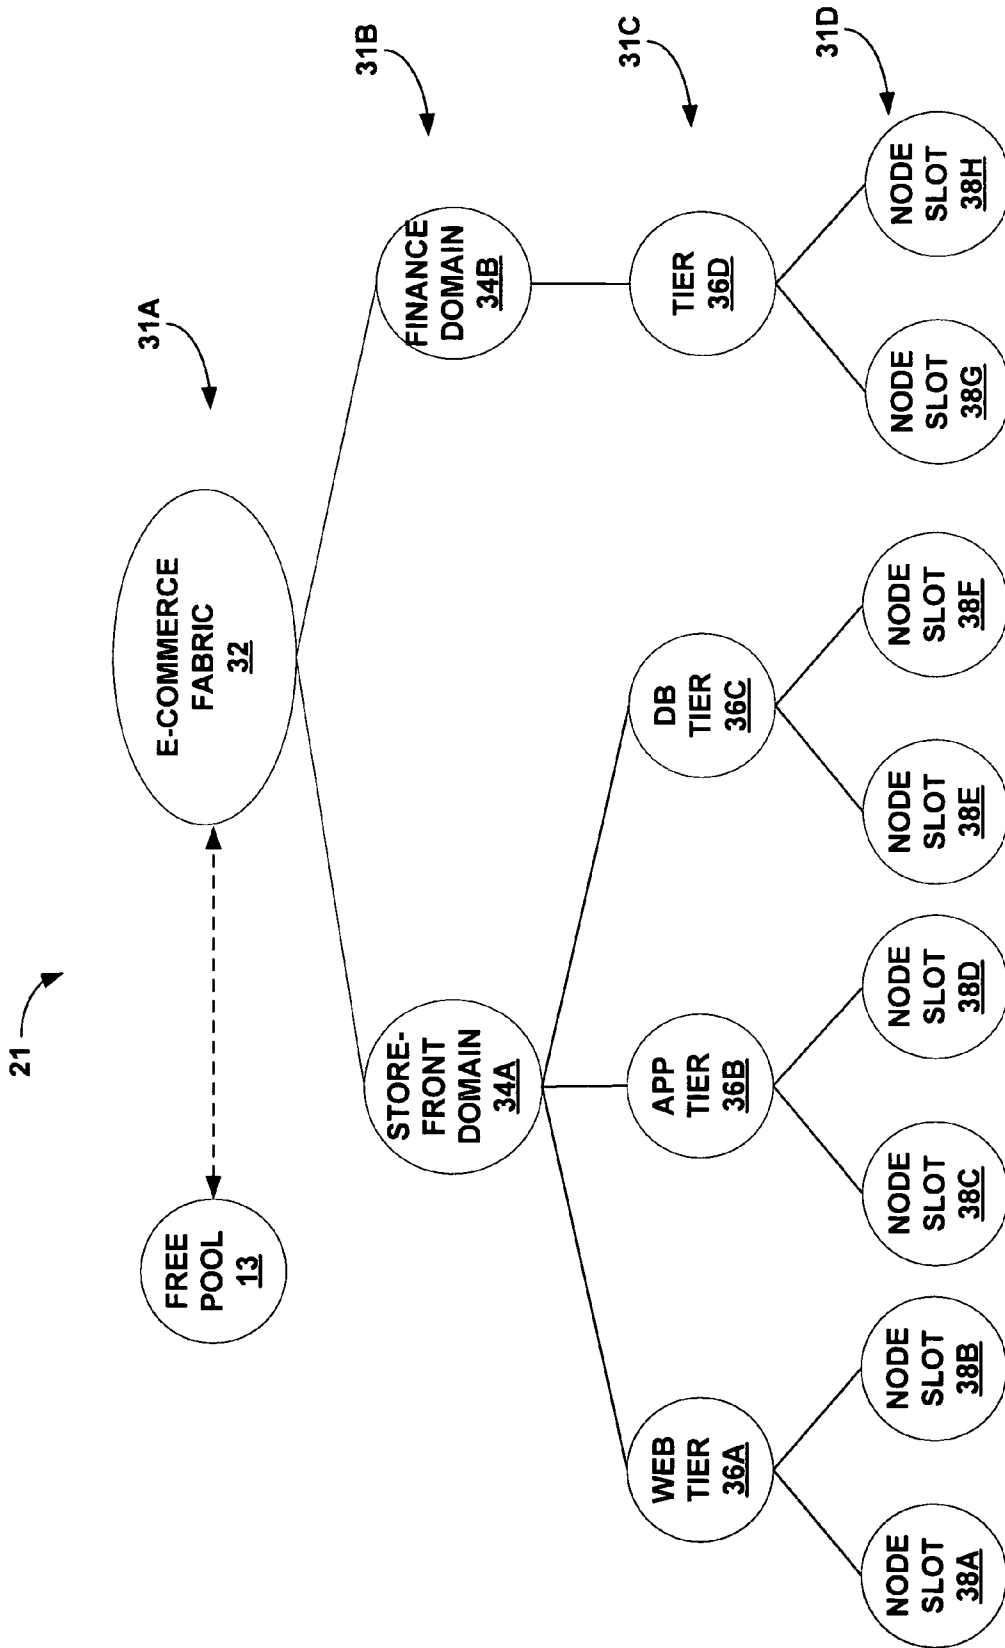 21
31A
31B
31C
31D
FREE
POOL
13
E-COMMERCE
FABRIC
32
STORE-
FRONT
DOMAIN
34A
FINANCE
DOMAIN
34B
WEB
TIER
36A
APP
TIER
36B
DB
TIER
36C
TIER
36D
NODE
SLOT
38A
NODE
SLOT
38B
NODE
SLOT
38C
NODE
SLOT
38D
NODE
SLOT
38E
NODE
SLOT
38F
NODE
SLOT
38G
NODE
SLOT
38H